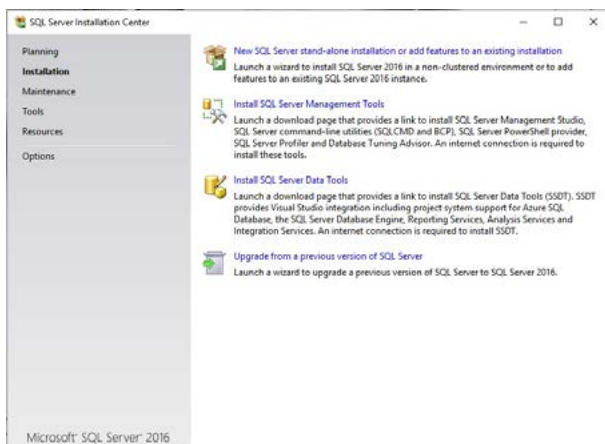 SQL Server Installation Center
Planning
Installation
Maintenance
Tools
Resources
Options
New SQL Server stand-alone installation or add features to an existing installation
Launch a wizard to install SQL Server 2016 in a non-clustered environment or to add
features to an existing SQL Server 2016 instance.
Install SQL Server Management Tools
Launch a download page that provides a link to install SQL Server Management Studio,
SQL Server command-line utilities (SQLCMD and BCP), SQL Server PowerShell provider,
SQL Server Profiler and Database Tuning Advisor. An internet connection is required to
install these tools.
Install SQL Server Data Tools
Launch a download page that provides a link to install SQL Server Data Tools (SSDT). SSDT
provides Visual Studio integration including project system support for Azure SQL
Database, the SQL Server Database Engine, Reporting Services, Analysis Services and
Integration Services. An internet connection is required to install SSDT.
Upgrade from a previous version of SQL Server
Launch a wizard to upgrade a previous version of SQL Server to SQL Server 2016.
Microsoft SQL Server 2016